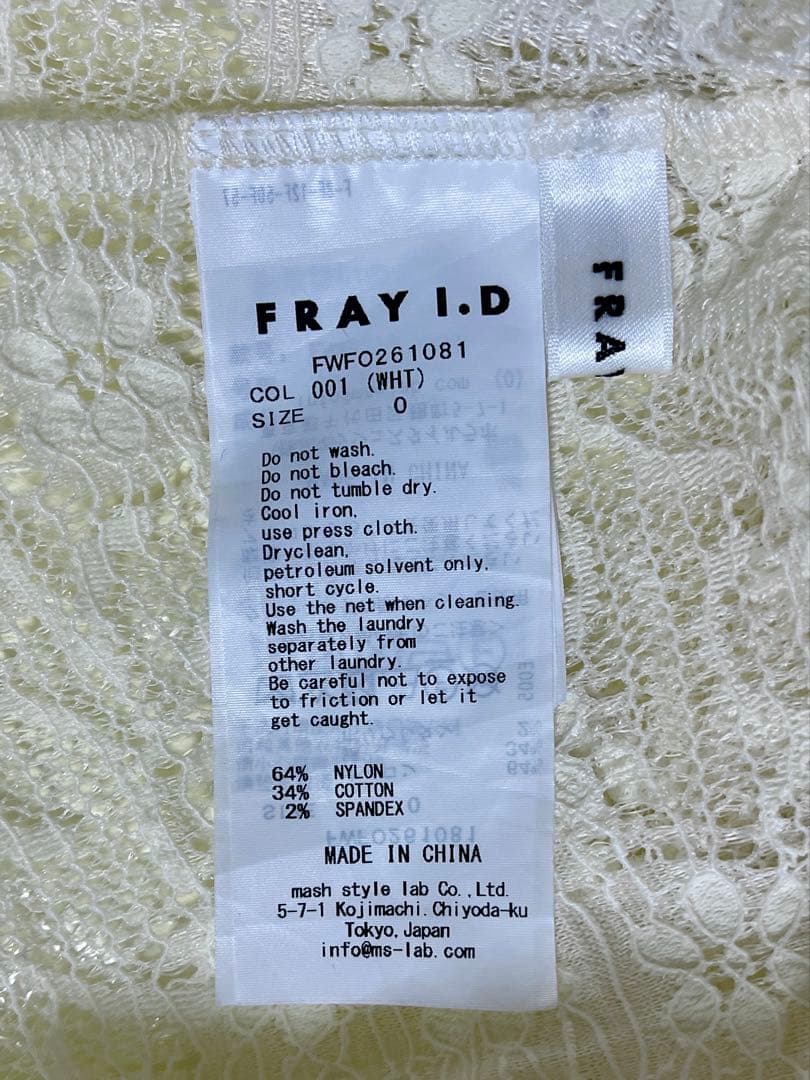 FRAY I.D
FWFO261081
COL 001 (WHT)
SIZE 0
Do not wash.
Do not bleach.
Do not tumble dry.
Cool iron,
use press cloth.
Dryclean,
petroleum solvent only.
short cycle.
Use the net when cleaning.
Wash the laundry
separately from
other laundry.
Be careful not to expose
to friction or let it
get caught.
64% NYLON
34% COTTON
2% SPANDEX
MADE IN CHINA
mash style lab Co.,Ltd.
5-7-1 Kojimachi.Chiyoda-ku
Tokyo,Japan
info@ms-lab.com
FRA